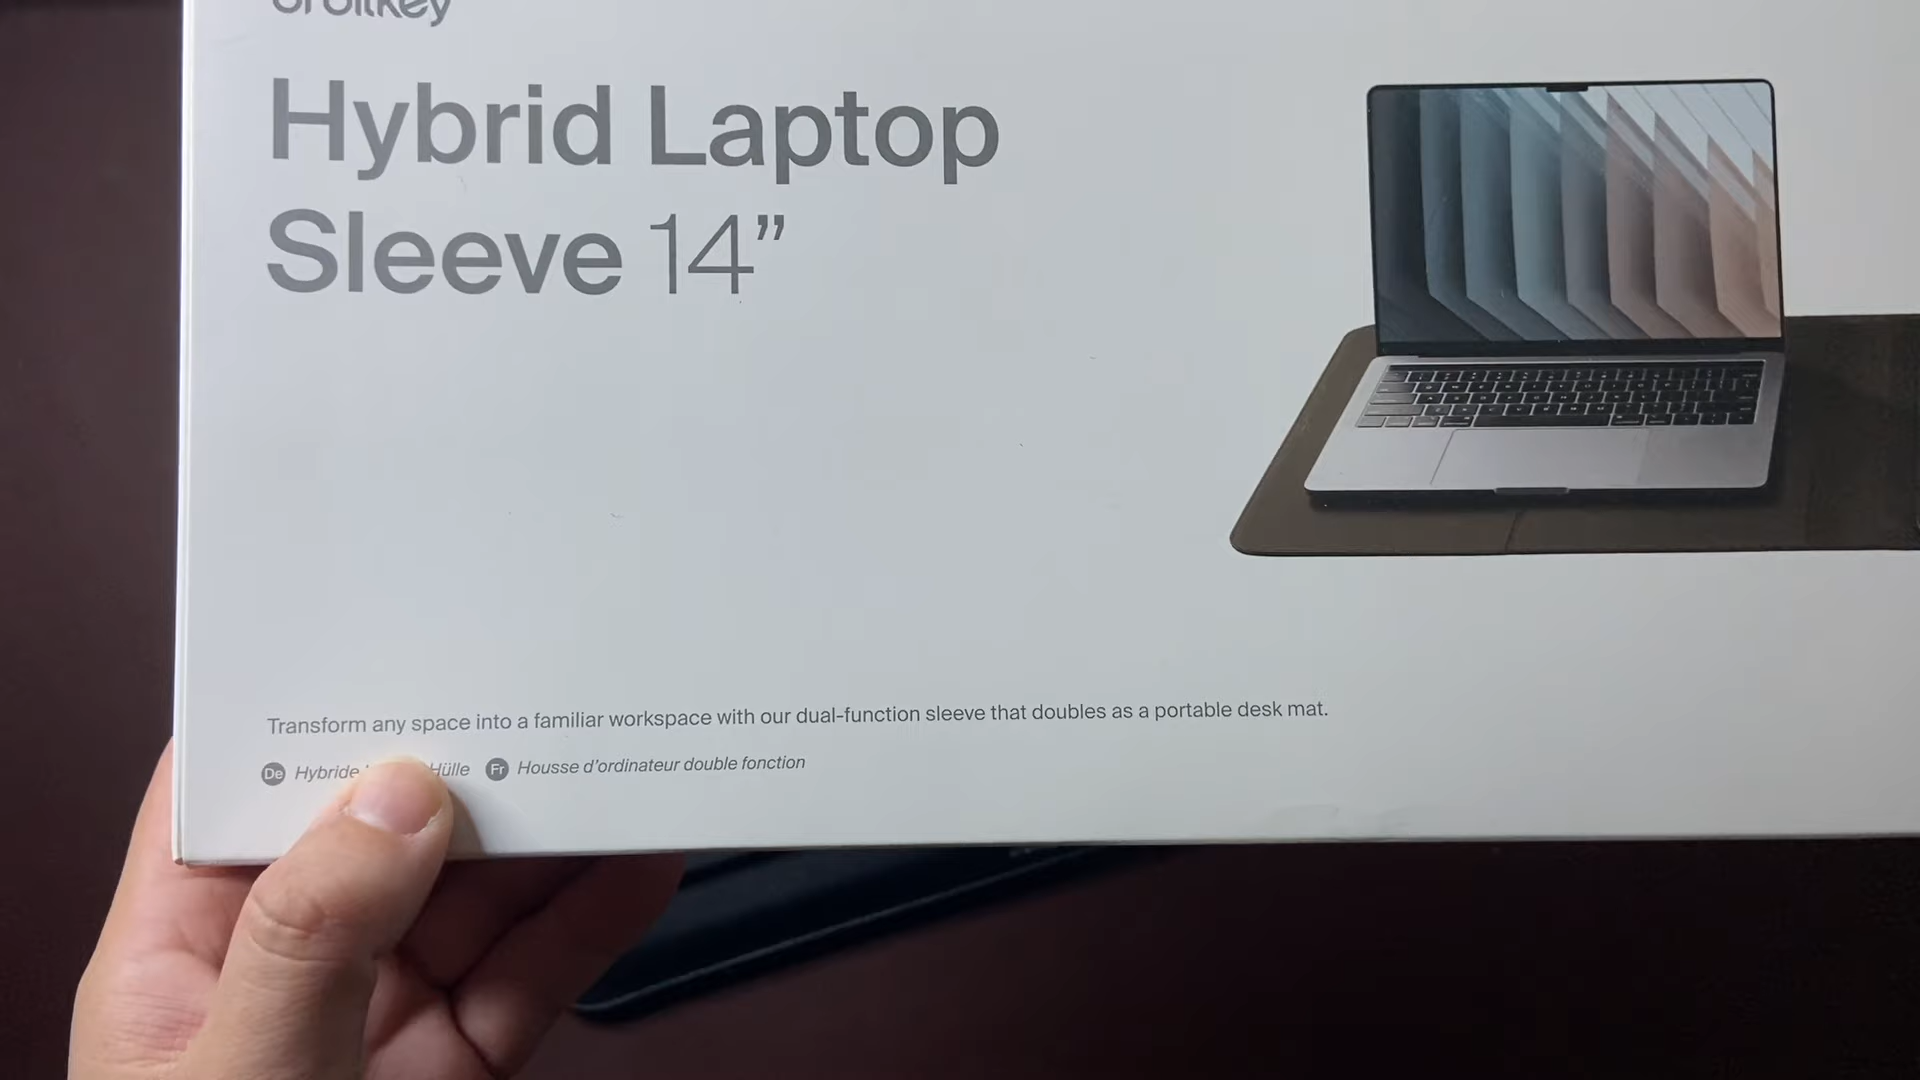 Hybrid Laptop
Sleeve 14”
Transform any space into a familiar workspace with our dual-function sleeve that doubles as a portable desk mat.
De Hybride Hülle Fr Housse d’ordinateur double fonction